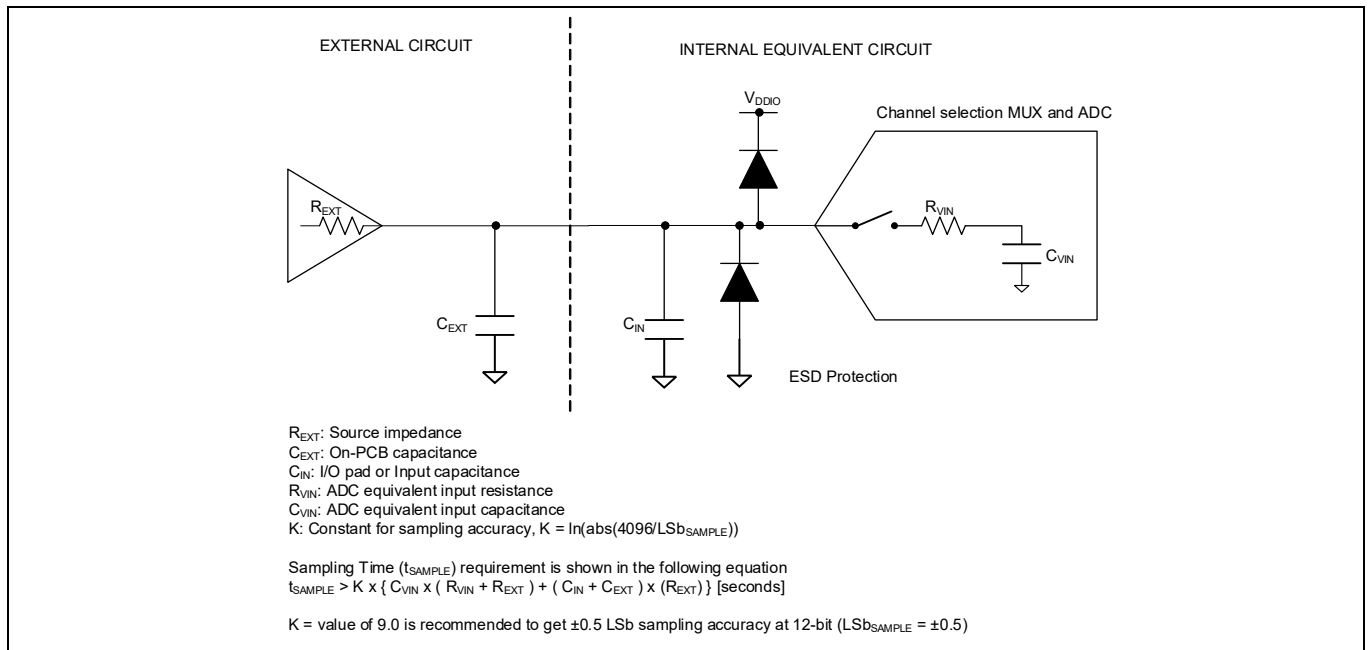 EXTERNAL CIRCUIT
INTERNAL EQUIVALENT CIRCUIT
VDDIO
Channel selection MUX and ADC
REXT
RVIN
CVIN
CEXT
CIN
ESD Protection
REXT: Source impedance
CEXT: On-PCB capacitance
CIN: I/O pad or Input capacitance
RVIN: ADC equivalent input resistance
CVIN: ADC equivalent input capacitance
K: Constant for sampling accuracy, K = ln(abs(4096/LSbSAMPLE))
Sampling Time (tSAMPLE) requirement is shown in the following equation
tSAMPLE > K x { CVIN x ( RVIN + REXT ) + ( CIN + CEXT ) x (REXT) } [seconds]
K = value of 9.0 is recommended to get ±0.5 LSb sampling accuracy at 12-bit (LSbSAMPLE = ±0.5)